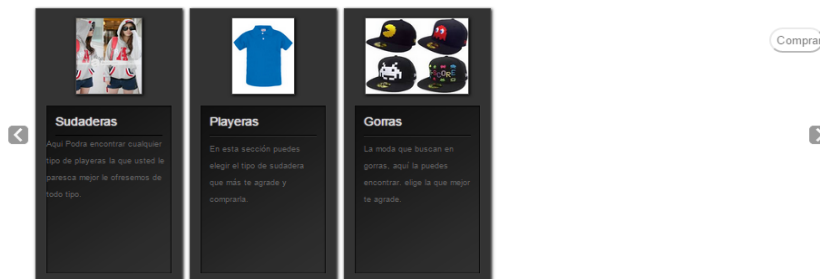 Comprar
Sudaderas
Aqui Podra encontrar cualquier
tipo de playeras la que usted le
paresca mejor le ofresemos de
todo tipo.
Playeras
En esta sección puedes
elegir el tipo de sudadera
que más te agrade y
comprarla.
Gorras
La moda que buscan en
gorras, aquí la puedes
encontrar, elige la que mejor
te agrade.